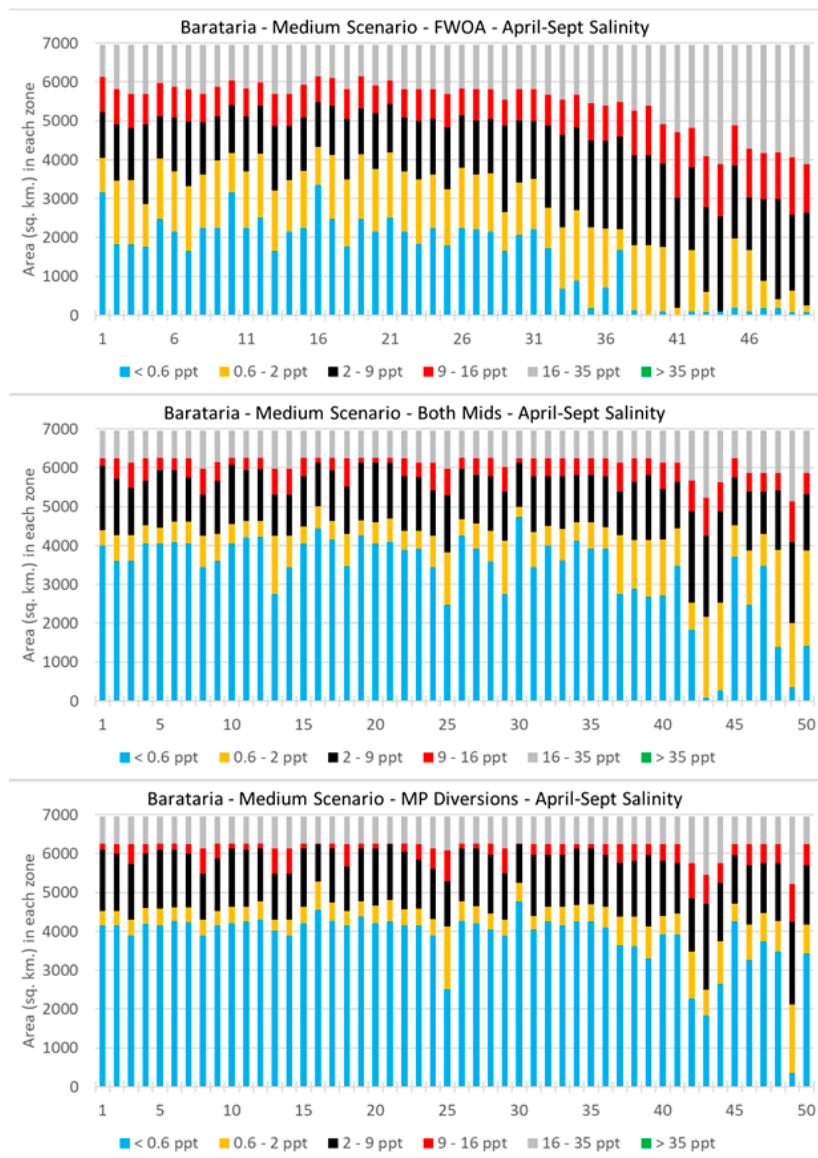 Barataria - Medium Scenario - FWOA - April-Sept Salinity
7000
6000
5000
4000
3000
2000
1000
0
Area (sq. km.) in each zone
1 6 11 16 21 26 31 36 41 46
< 0.6 ppt 0.6 - 2 ppt 2 - 9 ppt 9 - 16 ppt 16 - 35 ppt > 35 ppt
Barataria - Medium Scenario - Both Mids - April-Sept Salinity
7000
6000
5000
4000
3000
2000
1000
0
Area (sq. km.) in each zone
1 5 10 15 20 25 30 35 40 45 50
< 0.6 ppt 0.6 - 2 ppt 2 - 9 ppt 9 - 16 ppt 16 - 35 ppt > 35 ppt
Barataria - Medium Scenario - MP Diversions - April-Sept Salinity
7000
6000
5000
4000
3000
2000
1000
0
Area (sq. km.) in each zone
1 5 10 15 20 25 30 35 40 45 50
< 0.6 ppt 0.6 - 2 ppt 2 - 9 ppt 9 - 16 ppt 16 - 35 ppt > 35 ppt